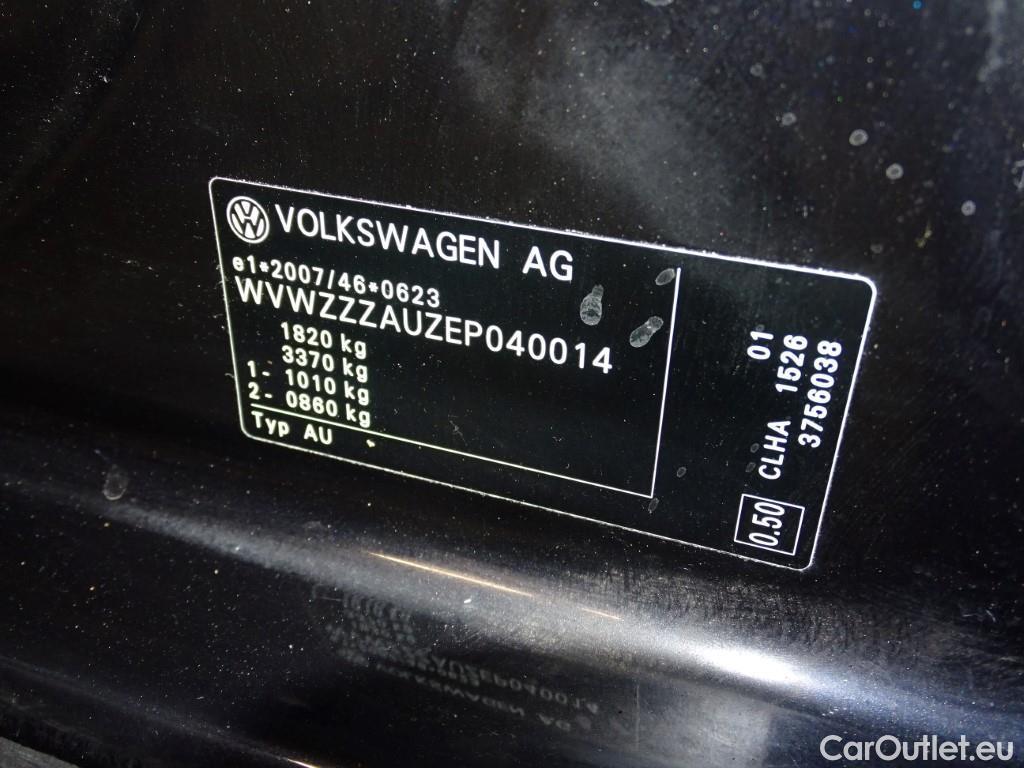 VOLKSWAGEN AG
e1*2007/46*0623
WVWZZZAUZEP040014
1820 kg
3370 kg
1- 1010 kg
2- 0860 kg
Typ AU
01
CLHA 1526
3756038
0.50
CarOutlet.eu